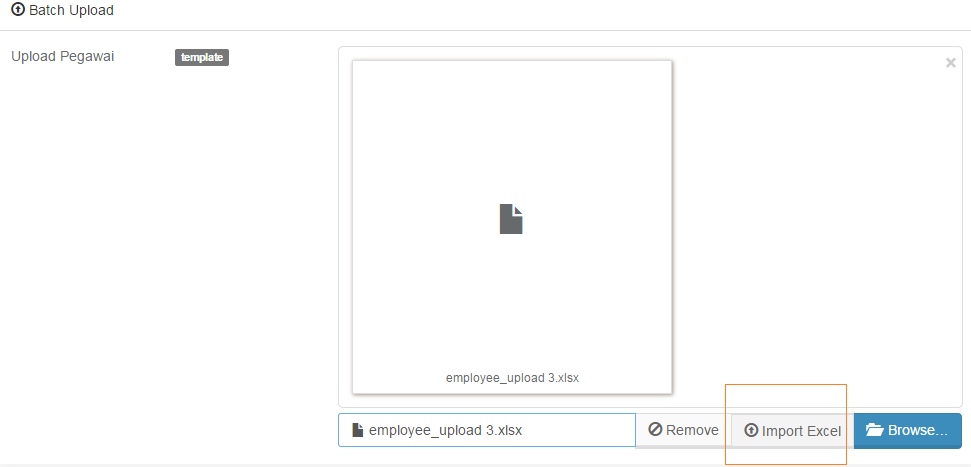 Batch Upload
Upload Pegawai template
×
employee_upload 3.xlsx
employee_upload 3.xlsx Remove Import Excel Browse...